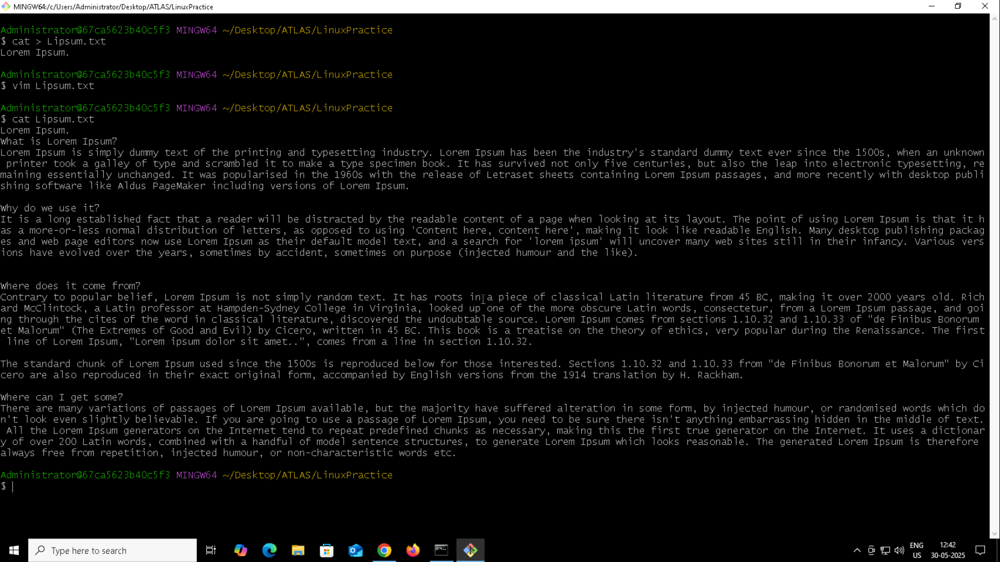 MINGW64:/c/Users/Administrator/Desktop/ATLAS/LinuxPractice
Administrator@67ca5623b40c5f3 MINGW64 ~/Desktop/ATLAS/LinuxPractice
$ cat > Lipsum.txt
Lorem Ipsum.
Administrator@67ca5623b40c5f3 MINGW64 ~/Desktop/ATLAS/LinuxPractice
$ vim Lipsum.txt
Administrator@67ca5623b40c5f3 MINGW64 ~/Desktop/ATLAS/LinuxPractice
$ cat Lipsum.txt
Lorem Ipsum.
What is Lorem Ipsum?
Lorem Ipsum is simply dummy text of the printing and typesetting industry. Lorem Ipsum has been the industry's standard dummy text ever since the 1500s, when an unknown
 printer took a galley of type and scrambled it to make a type specimen book. It has survived not only five centuries, but also the leap into electronic typesetting, re
maining essentially unchanged. It was popularised in the 1960s with the release of Letraset sheets containing Lorem Ipsum passages, and more recently with desktop publi
shing software like Aldus PageMaker including versions of Lorem Ipsum.
Why do we use it?
It is a long established fact that a reader will be distracted by the readable content of a page when looking at its layout. The point of using Lorem Ipsum is that it h
as a more-or-less normal distribution of letters, as opposed to using 'Content here, content here', making it look like readable English. Many desktop publishing packag
es and web page editors now use Lorem Ipsum as their default model text, and a search for 'lorem ipsum' will uncover many web sites still in their infancy. Various vers
ions have evolved over the years, sometimes by accident, sometimes on purpose (injected humour and the like).
Where does it come from?
Contrary to popular belief, Lorem Ipsum is not simply random text. It has roots in a piece of classical Latin literature from 45 BC, making it over 2000 years old. Rich
ard McClintock, a Latin professor at Hampden-Sydney College in Virginia, looked up one of the more obscure Latin words, consectetur, from a Lorem Ipsum passage, and goi
ng through the cites of the word in classical literature, discovered the undoubtable source. Lorem Ipsum comes from sections 1.10.32 and 1.10.33 of "de Finibus Bonorum
et Malorum" (The Extremes of Good and Evil) by Cicero, written in 45 BC. This book is a treatise on the theory of ethics, very popular during the Renaissance. The first
 line of Lorem Ipsum, "Lorem ipsum dolor sit amet..", comes from a line in section 1.10.32.
The standard chunk of Lorem Ipsum used since the 1500s is reproduced below for those interested. Sections 1.10.32 and 1.10.33 from "de Finibus Bonorum et Malorum" by Ci
cero are also reproduced in their exact original form, accompanied by English versions from the 1914 translation by H. Rackham.
Where can I get some?
There are many variations of passages of Lorem Ipsum available, but the majority have suffered alteration in some form, by injected humour, or randomised words which do
n't look even slightly believable. If you are going to use a passage of Lorem Ipsum, you need to be sure there isn't anything embarrassing hidden in the middle of text.
 All the Lorem Ipsum generators on the Internet tend to repeat predefined chunks as necessary, making this the first true generator on the Internet. It uses a dictionar
y of over 200 Latin words, combined with a handful of model sentence structures, to generate Lorem Ipsum which looks reasonable. The generated Lorem Ipsum is therefore
always free from repetition, injected humour, or non-characteristic words etc.
Administrator@67ca5623b40c5f3 MINGW64 ~/Desktop/ATLAS/LinuxPractice
$
Type here to search
ENG
US
12:42
30-05-2025